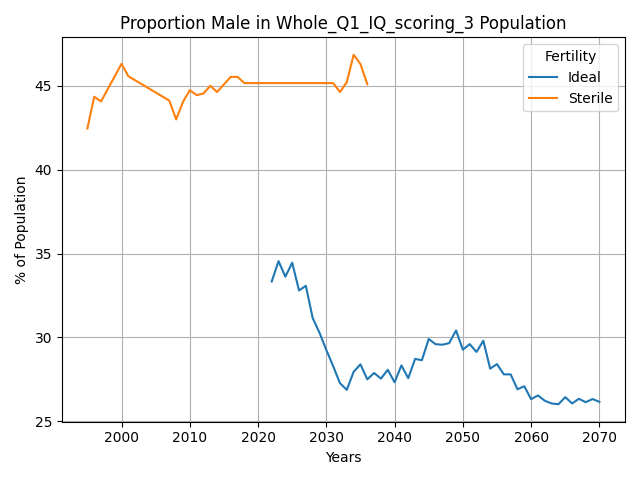 Proportion Male in Whole_Q1_IQ_scoring_3 Population
Fertility
Ideal
Sterile
% of Population
45
40
35
30
25
2000
2010
2020
2030
2040
2050
2060
2070
Years